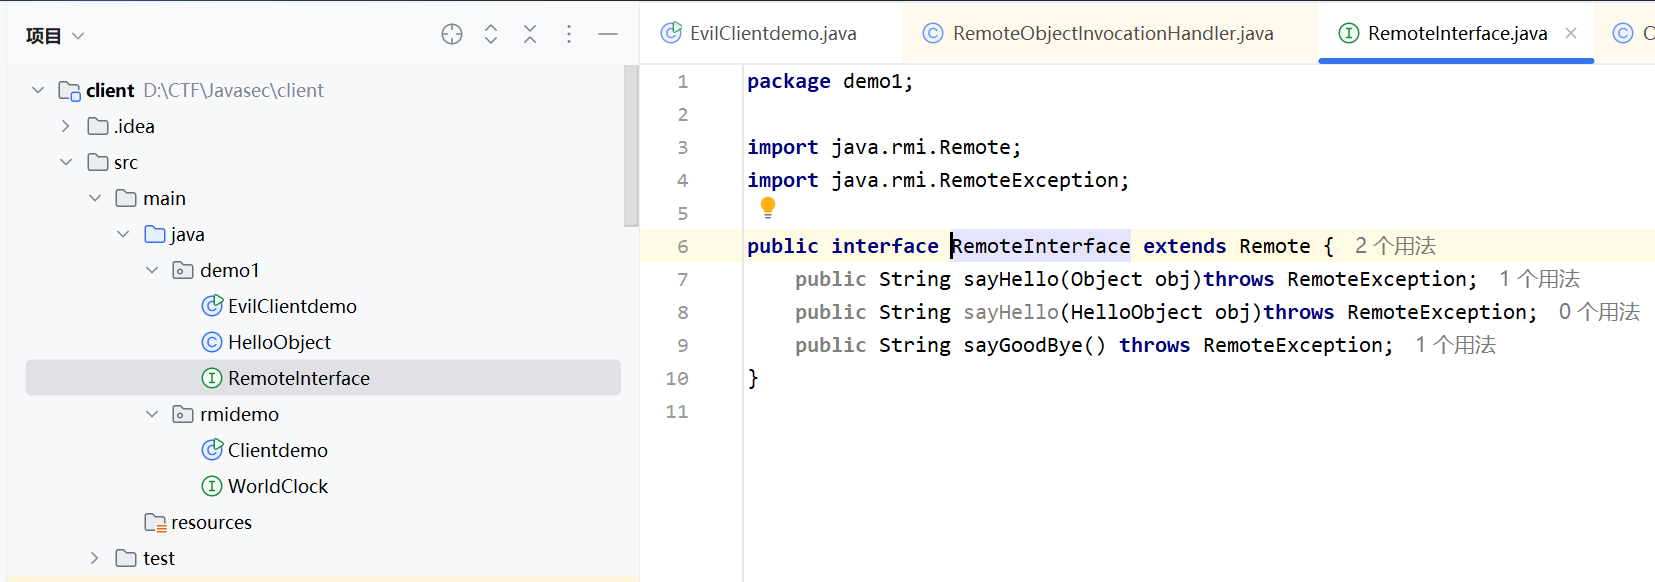 项目
client D:\CTF\Javasec\client
.idea
src
main
java
demo1
EvilClientdemo
HelloObject
RemoteInterface
rmidemo
Clientdemo
WorldClock
resources
test
EvilClientdemo.java RemoteObjectInvocationHandler.java RemoteInterface.java
1 package demo1;
2
3 import java.rmi.Remote;
4 import java.rmi.RemoteException;
5
6 public interface RemoteInterface extends Remote { 2 个用法
7 public String sayHello(Object obj)throws RemoteException; 1 个用法
8 public String sayHello(HelloObject obj)throws RemoteException; 0 个用法
9 public String sayGoodBye() throws RemoteException; 1 个用法
10 }
11